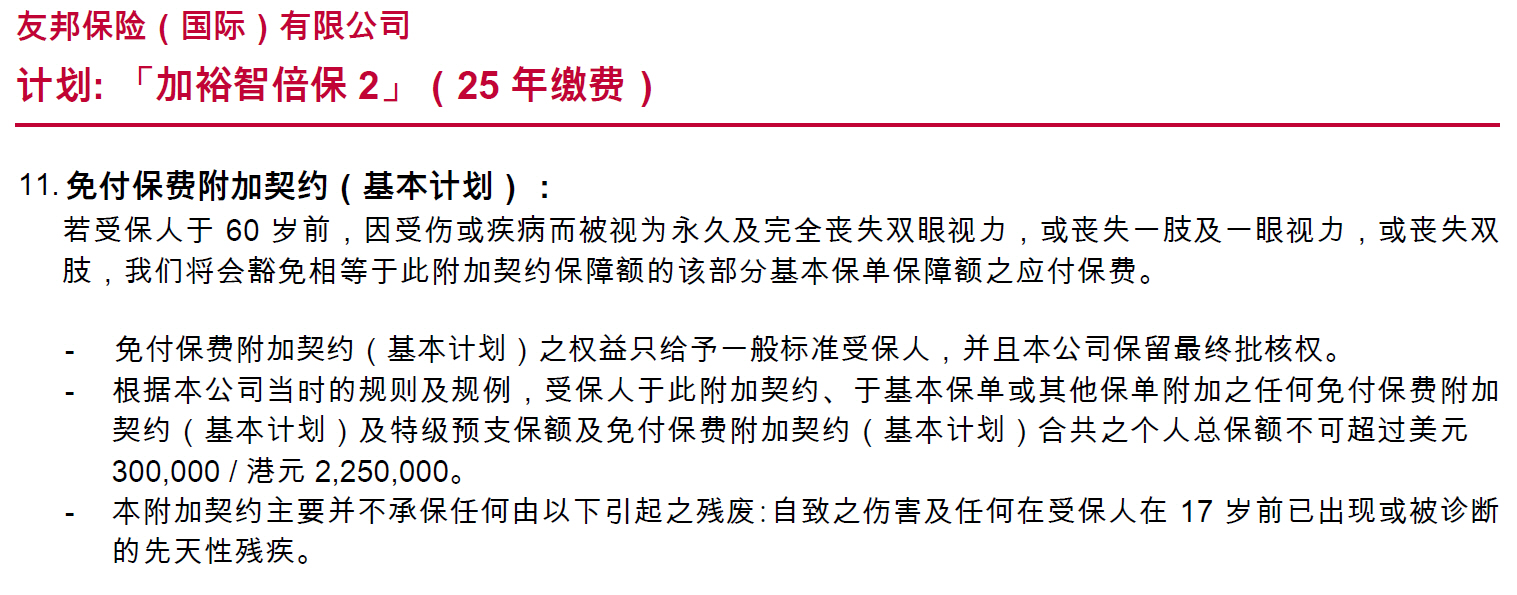 友邦保险（国际）有限公司
计划: 「加裕智倍保 2」（25 年缴费）
11. 免付保费附加契约（基本计划）：
若受保人于 60 岁前，因受伤或疾病而被视为永久及完全丧失双眼视力，或丧失一肢及一眼视力，或丧失双
肢，我们将会豁免相等于此附加契约保障额的该部分基本保单保障额之应付保费。
- 免付保费附加契约（基本计划）之权益只给予一般标准受保人，并且本公司保留最终批核权。
- 根据本公司当时的规则及规例，受保人于此附加契约、于基本保单或其他保单附加之任何免付保费附加
契约（基本计划）及特级预支保额及免付保费附加契约（基本计划）合共之个人总保额不可超过美元
300,000 / 港元 2,250,000。
- 本附加契约主要并不承保任何由以下引起之残废:自致之伤害及任何在受保人在 17 岁前已出现或被诊断
的先天性残疾。